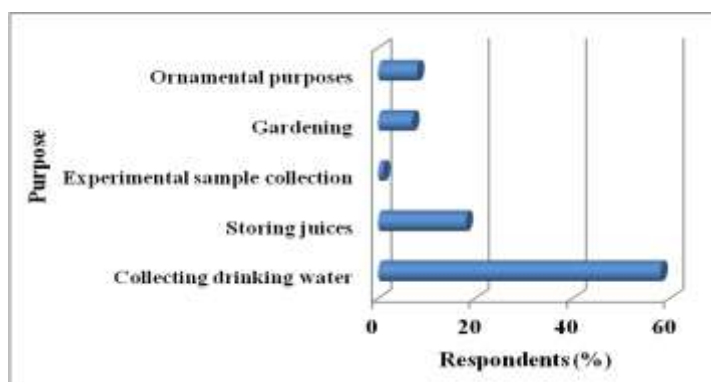 Purpose
Ornamental purposes
Gardening
Experimental sample collection
Storing juices
Collecting drinking water
0 20 40 60
Respondents (%)